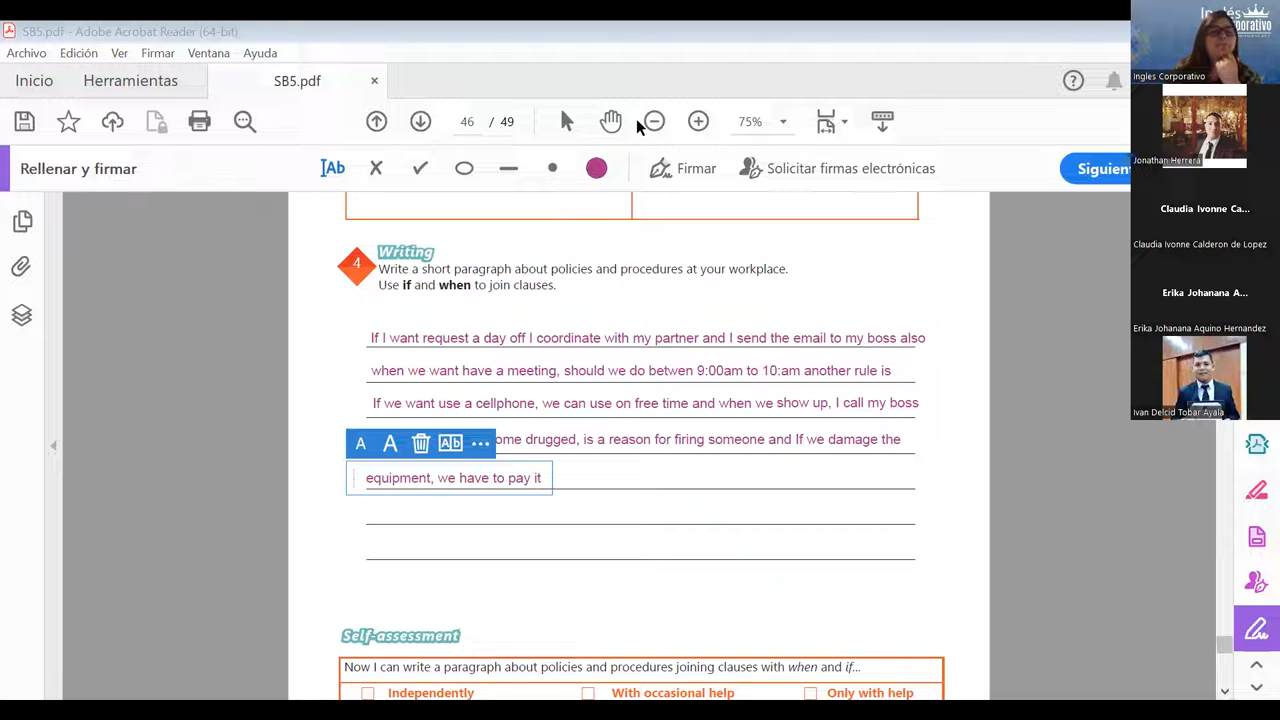 SB5.pdf - Adobe Acrobat Reader (64-bit)
Archivo Edición Ver Firmar Ventana Ayuda
Inicio Herramientas SB5.pdf ×
46 / 49 75%
Rellenar y firmar
Ab Firmar Solicitar firmas electrónicas Siguien
4 Writing
Write a short paragraph about policies and procedures at your workplace.
Use if and when to join clauses.
If I want request a day off I coordinate with my partner and I send the email to my boss also
when we want have a meeting, should we do betwen 9:00am to 10:am another rule is
If we want use a cellphone, we can use on free time and when we show up, I call my boss
A A Ab ... ome drugged, is a reason for firing someone and If we damage the
equipment, we have to pay it
Self-assessment
Now I can write a paragraph about policies and procedures joining clauses with when and if...
Independently With occasional help Only with help
Inglés
Ingles Corporativo
Jonathan Herrera
Claudia Ivonne Ca...
Claudia Ivonne Calderon de Lopez
Erika Johanana A...
Erika Johanana Aquino Hernandez
Ivan Delcid Tobar Ayala